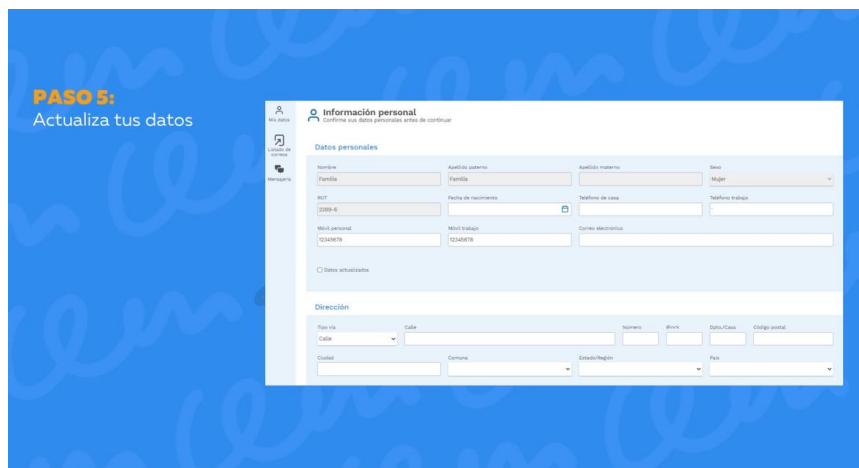 PASO 5:
Actualiza tus datos
Mis datos
Listado de
correos
Mensajería
Información personal
Confirme sus datos personales antes de continuar
Datos personales
Nombre Apellido paterno Apellido materno Sexo
Familia Familia Mujer
RUT Fecha de nacimiento Teléfono de casa Teléfono trabajo
2289-6
Móvil personal Móvil trabajo Correo electrónico
12345678 12345678
Datos actualizados
Dirección
Tipo vía Calle Número Block Dpto./Casa Código postal
Calle
Ciudad Comuna Estado/Región País